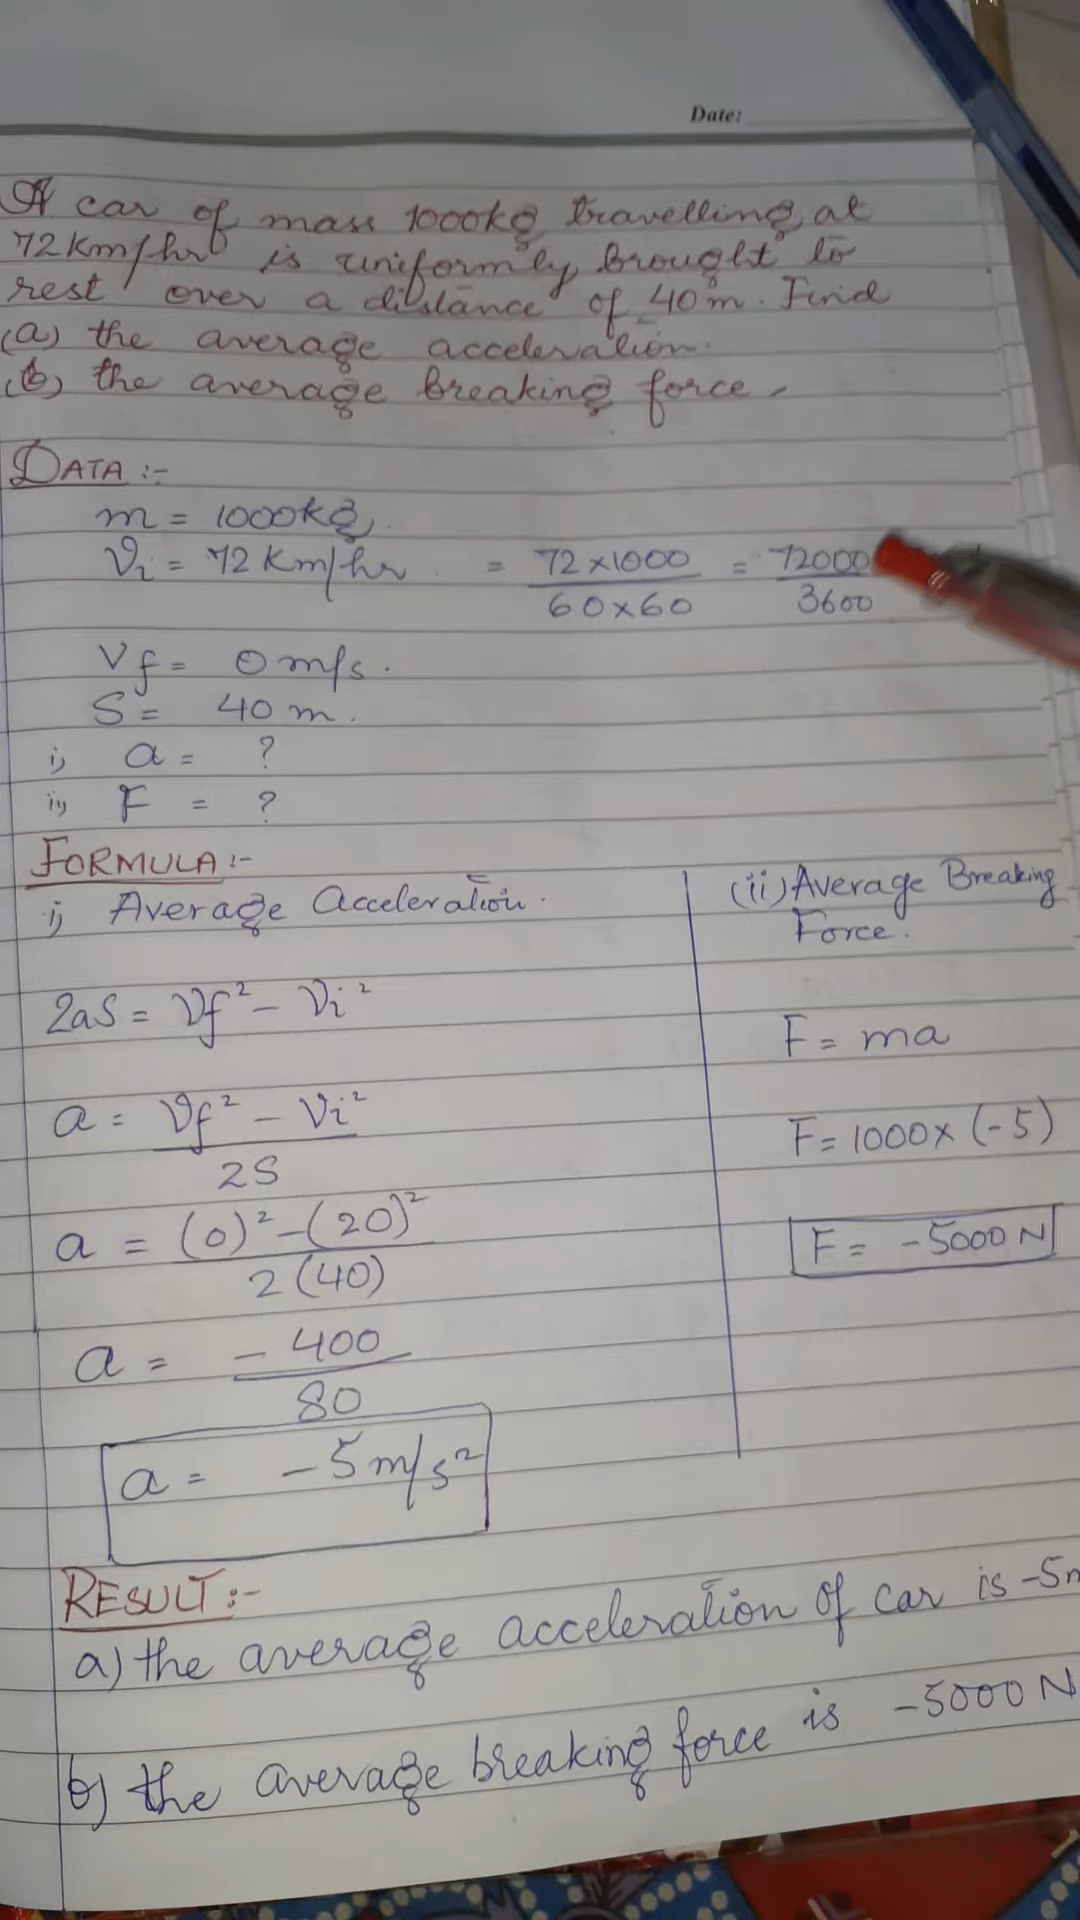 Date:
A car of mass 1000kg travelling at
72km/hr is uniformly brought to
rest over a distance of 40m. Find
(a) the average acceleration.
(b) the average breaking force.
DATA :-
m = 1000kg
Vi = 72 Km/hr = 72×1000 / 60×60 = 72000 / 3600
Vf = 0 m/s.
S = 40 m.
i) a = ?
ii) F = ?
FORMULA :-
i) Average Acceleration.
2aS = Vf² - Vi²
a = Vf² - Vi² / 2S
a = (0)² - (20)² / 2(40)
a = - 400 / 80
a = - 5 m/s²
(ii) Average Breaking
Force.
F = ma
F = 1000 × (-5)
F = - 5000 N
RESULT :-
a) the average acceleration of car is -5
b) the average breaking force is -5000 N